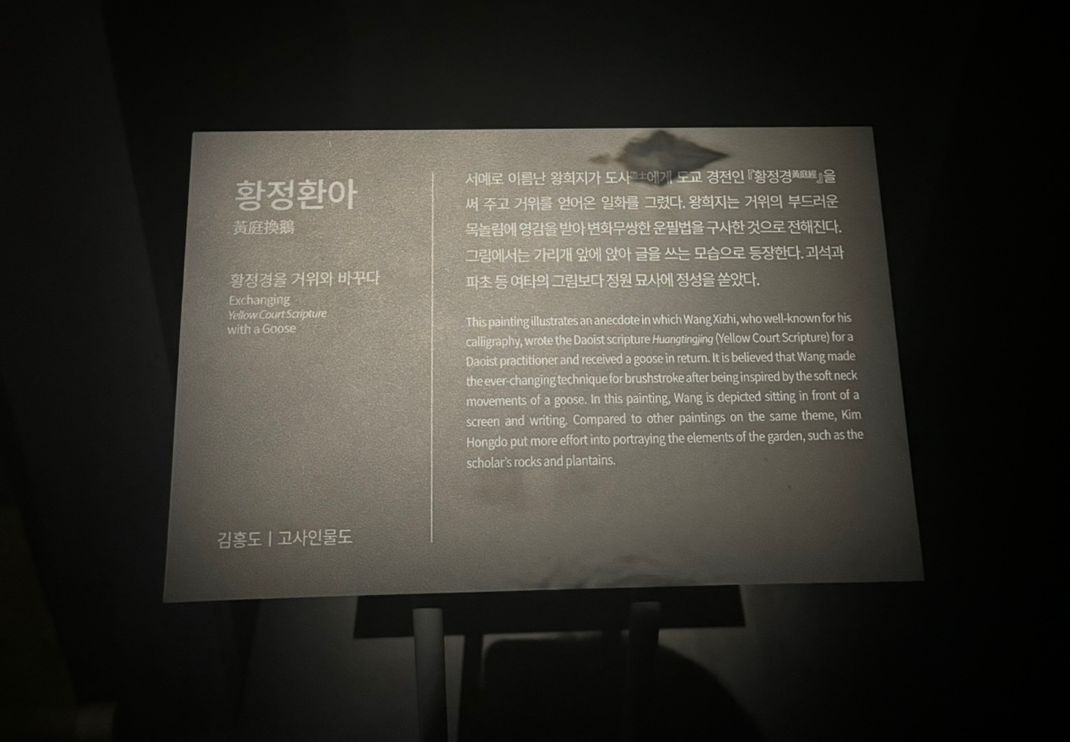 황정환아
黃庭換鵝
황정경을 거위와 바꾸다
Exchanging
Yellow Court Scripture
with a Goose
김홍도 | 고사인물도
서예로 이름난 왕희지가 도사道士에게 도교 경전인 『황정경黃庭經』을
써 주고 거위를 얻어온 일화를 그렸다. 왕희지는 거위의 부드러운
목놀림에 영감을 받아 변화무쌍한 운필법을 구사한 것으로 전해진다.
그림에서는 가리개 앞에 앉아 글을 쓰는 모습으로 등장한다. 괴석과
파초 등 여타의 그림보다 정원 묘사에 정성을 쏟았다.
This painting illustrates an anecdote in which Wang Xizhi, who well-known for his
calligraphy, wrote the Daoist scripture Huangtingjing (Yellow Court Scripture) for a
Daoist practitioner and received a goose in return. It is believed that Wang made
the ever-changing technique for brushstroke after being inspired by the soft neck
movements of a goose. In this painting, Wang is depicted sitting in front of a
screen and writing. Compared to other paintings on the same theme, Kim
Hongdo put more effort into portraying the elements of the garden, such as the
scholar's rocks and plantains.